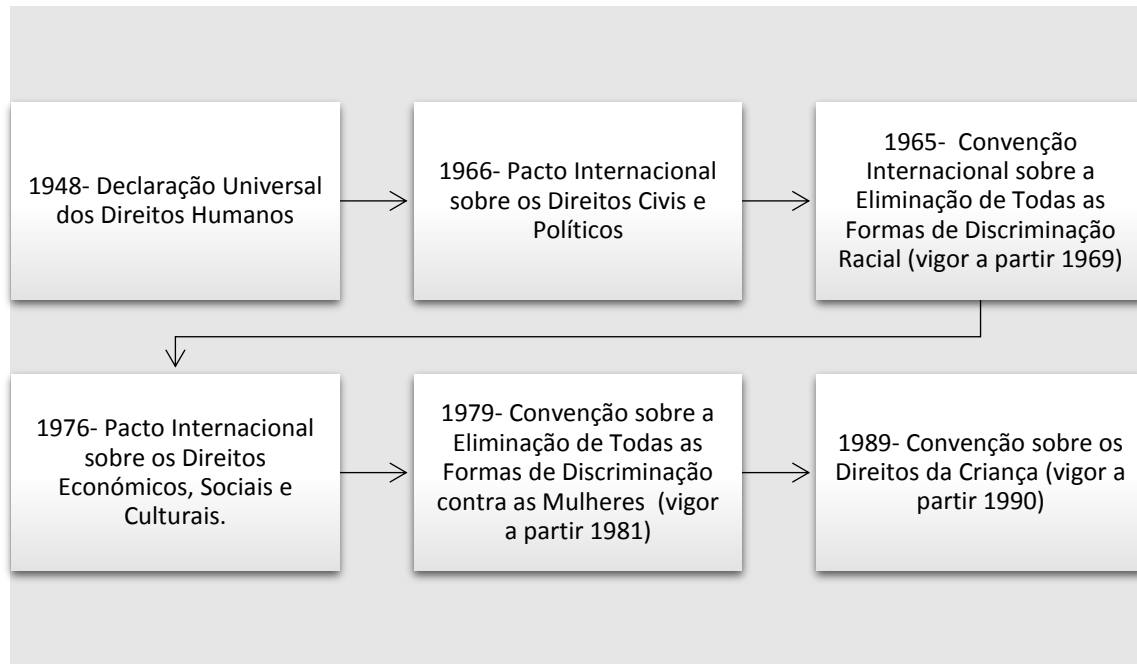 1948- Declaração Universal
dos Direitos Humanos
1966- Pacto Internacional
sobre os Direitos Civis e
Políticos
1965-  Convenção
Internacional sobre a
Eliminação de Todas as
Formas de Discriminação
Racial (vigor a partir 1969)
1976- Pacto Internacional
sobre os Direitos
Económicos, Sociais e
Culturais.
1979- Convenção sobre a
Eliminação de Todas as
Formas de Discriminação
contra as Mulheres  (vigor
a partir 1981)
1989- Convenção sobre os
Direitos da Criança (vigor a
partir 1990)